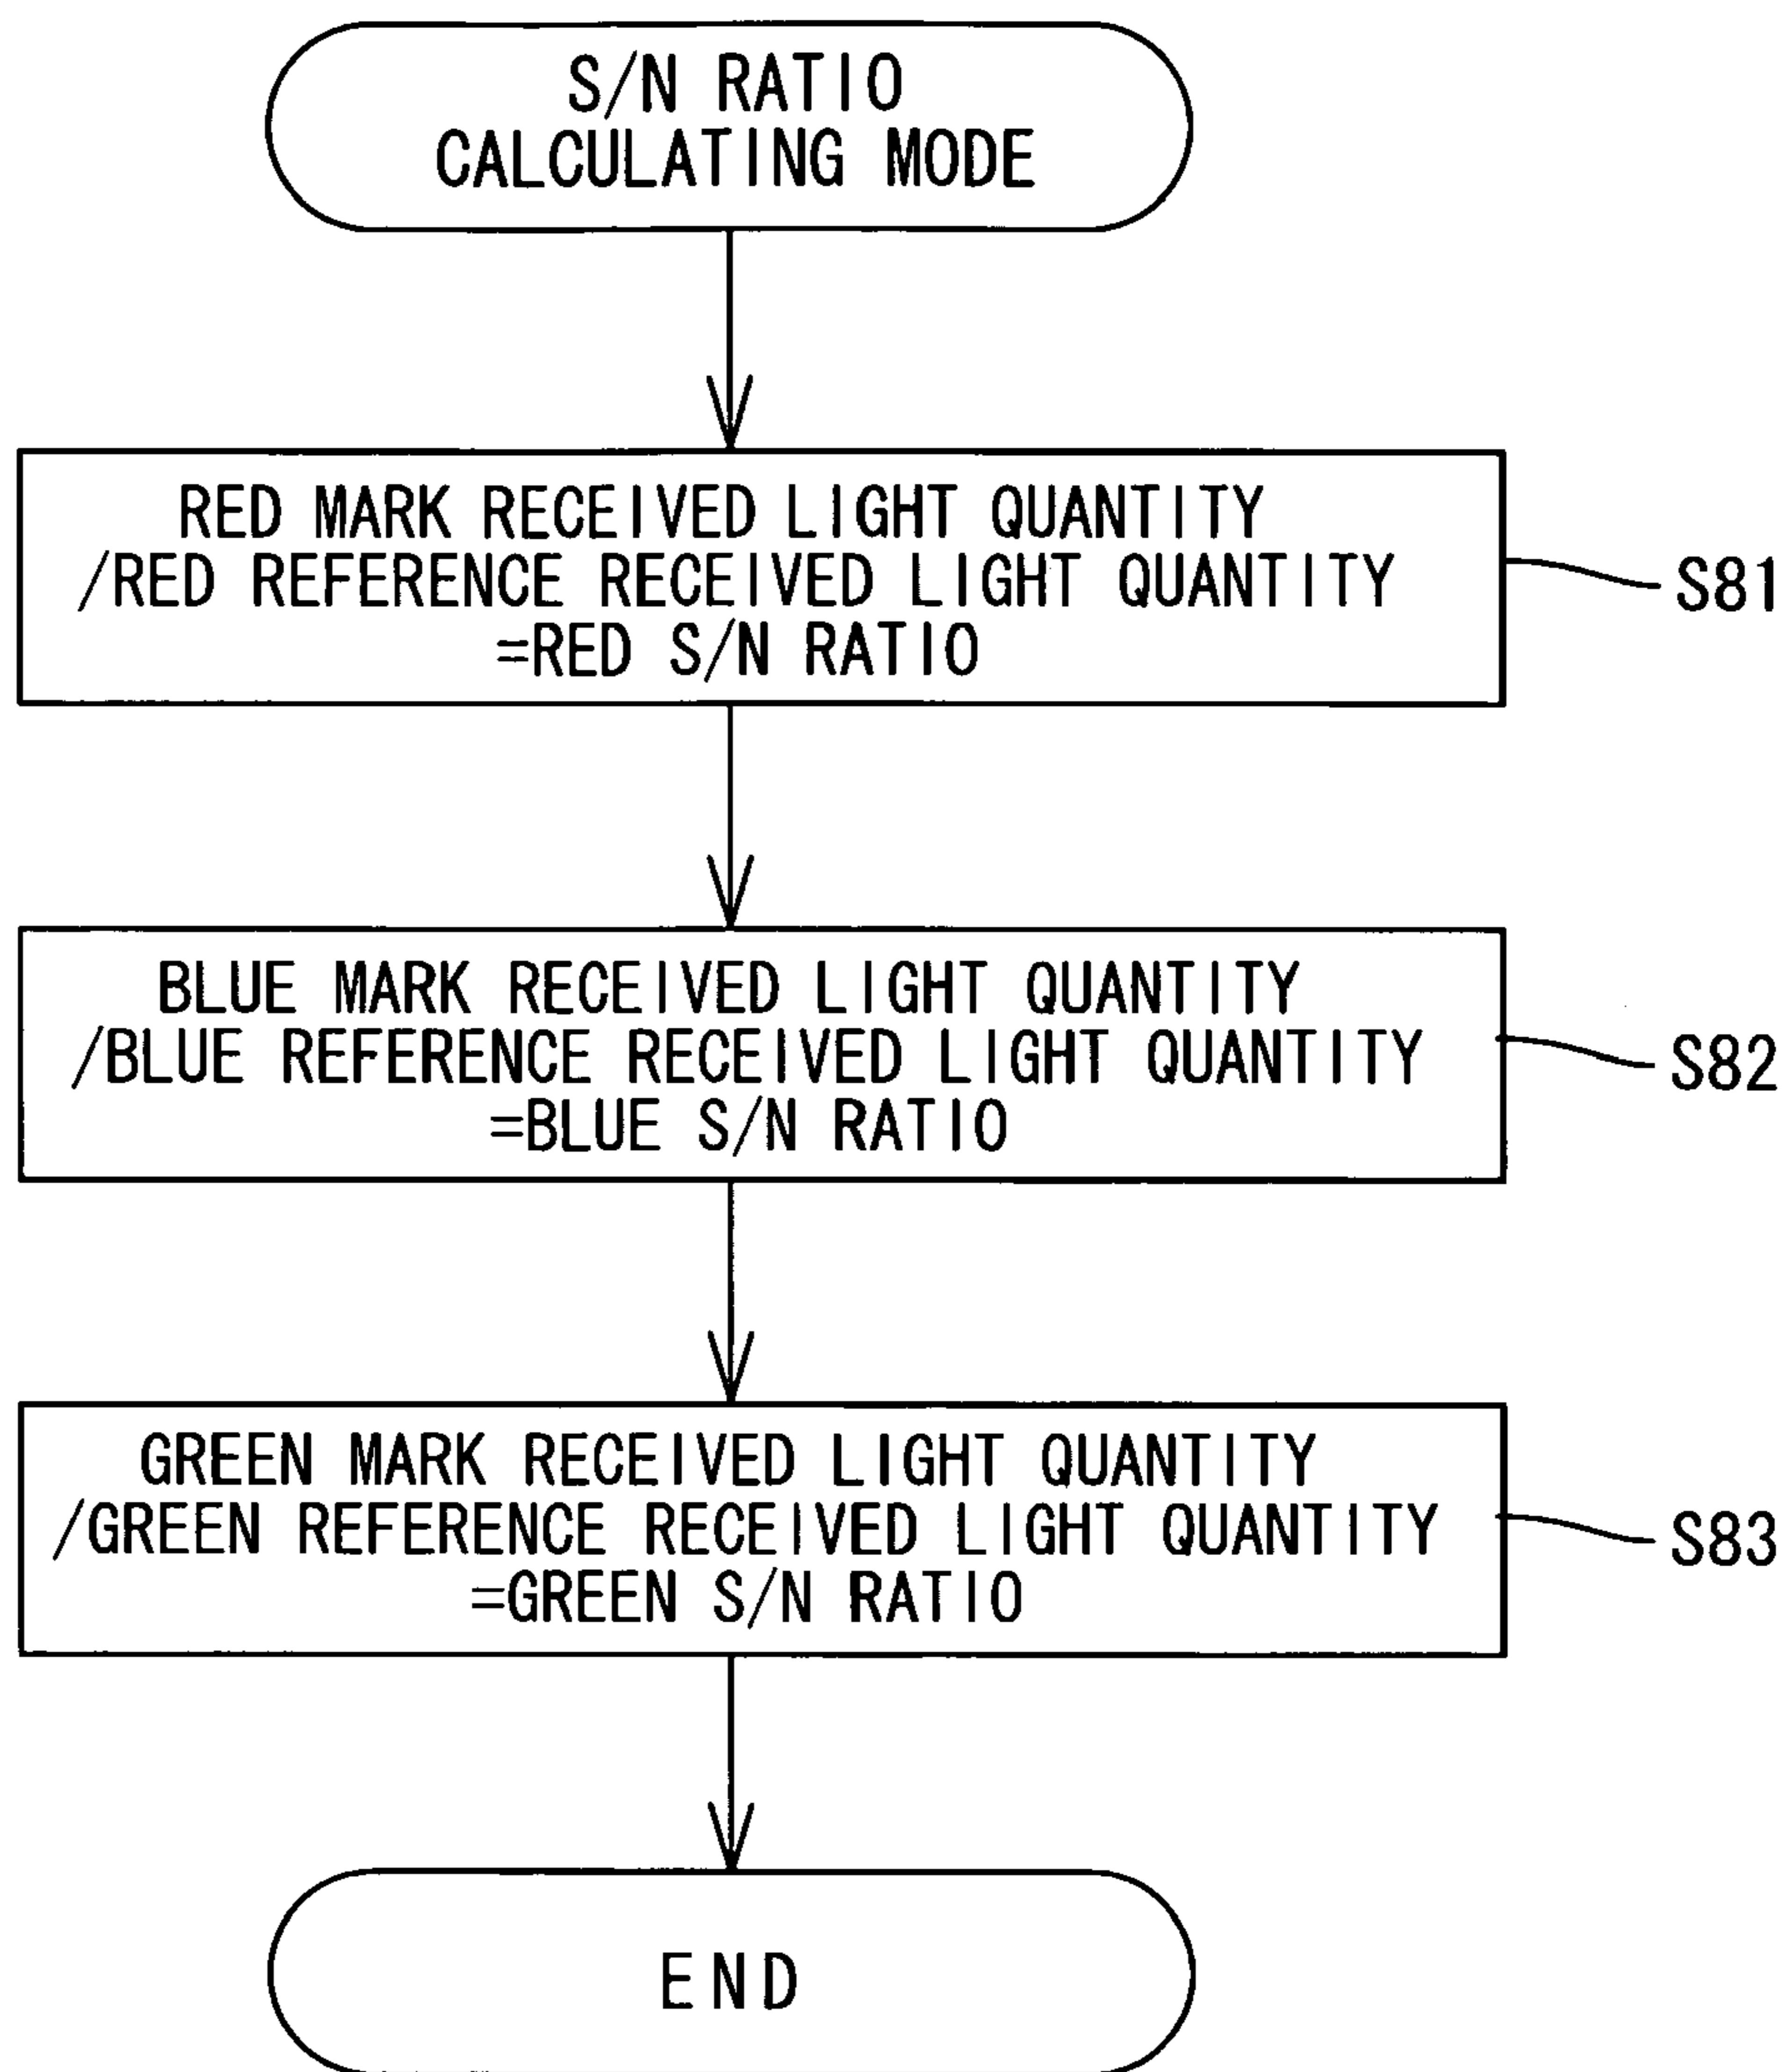 S/N RATIO
CALCULATING MODE
RED MARK RECEIVED LIGHT QUANTITY
/RED REFERENCE RECEIVED LIGHT QUANTITY
=RED S/N RATIO
S81
BLUE MARK RECEIVED LIGHT QUANTITY
/BLUE REFERENCE RECEIVED LIGHT QUANTITY
=BLUE S/N RATIO
S82
GREEN MARK RECEIVED LIGHT QUANTITY
/GREEN REFERENCE RECEIVED LIGHT QUANTITY
=GREEN S/N RATIO
S83
END